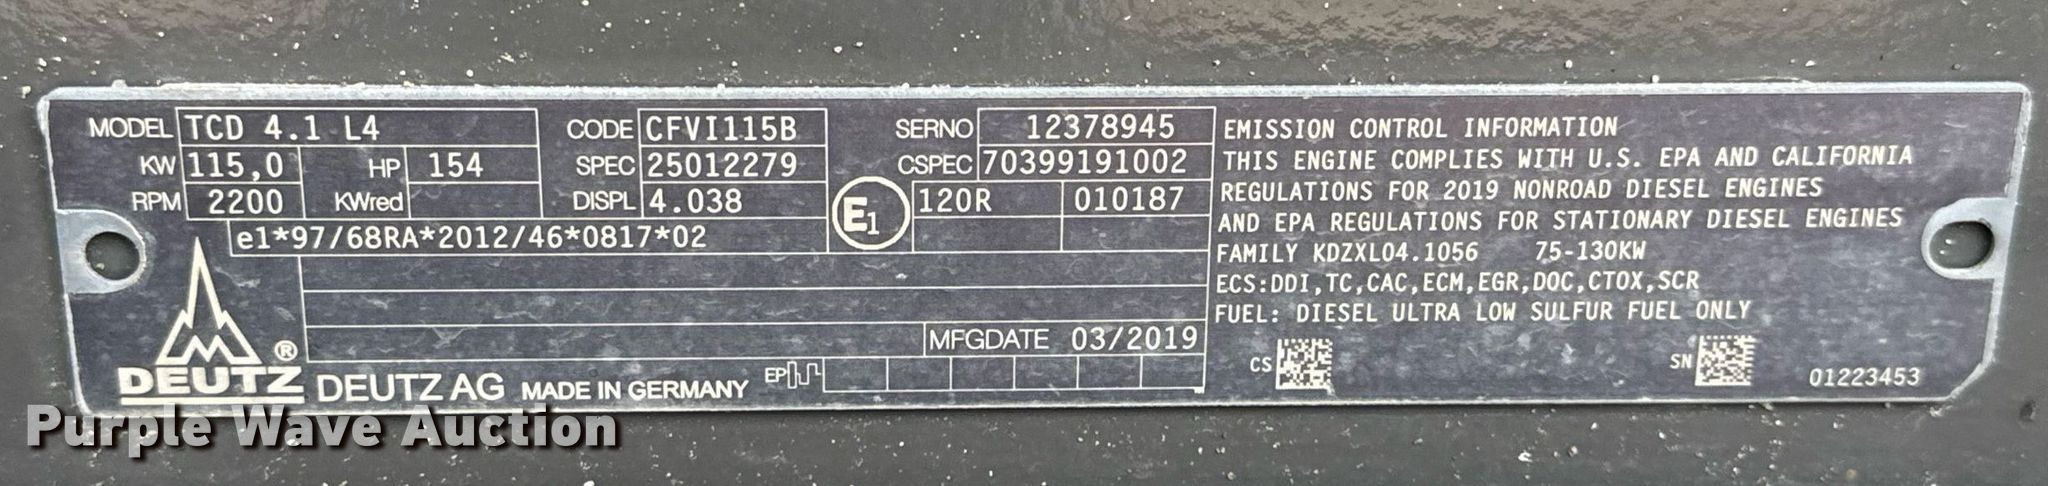 MODEL TCD 4.1 L4 CODE CFVI115B SERNO 12378945
KW 115,0 HP 154 SPEC 25012279 CSPEC 70399191002
RPM 2200 KWred DISPL 4.038 E1 120R 010187
e1*97/68RA*2012/46*0817*02
MFGDATE 03/2019
DEUTZ ® DEUTZ AG MADE IN GERMANY EP
EMISSION CONTROL INFORMATION
THIS ENGINE COMPLIES WITH U.S. EPA AND CALIFORNIA
REGULATIONS FOR 2019 NONROAD DIESEL ENGINES
AND EPA REGULATIONS FOR STATIONARY DIESEL ENGINES
FAMILY KDZXL04.1056 75-130KW
ECS:DDI,TC,CAC,ECM,EGR,DOC,CTOX,SCR
FUEL: DIESEL ULTRA LOW SULFUR FUEL ONLY
CS SN 01223453
Purple Wave Auction